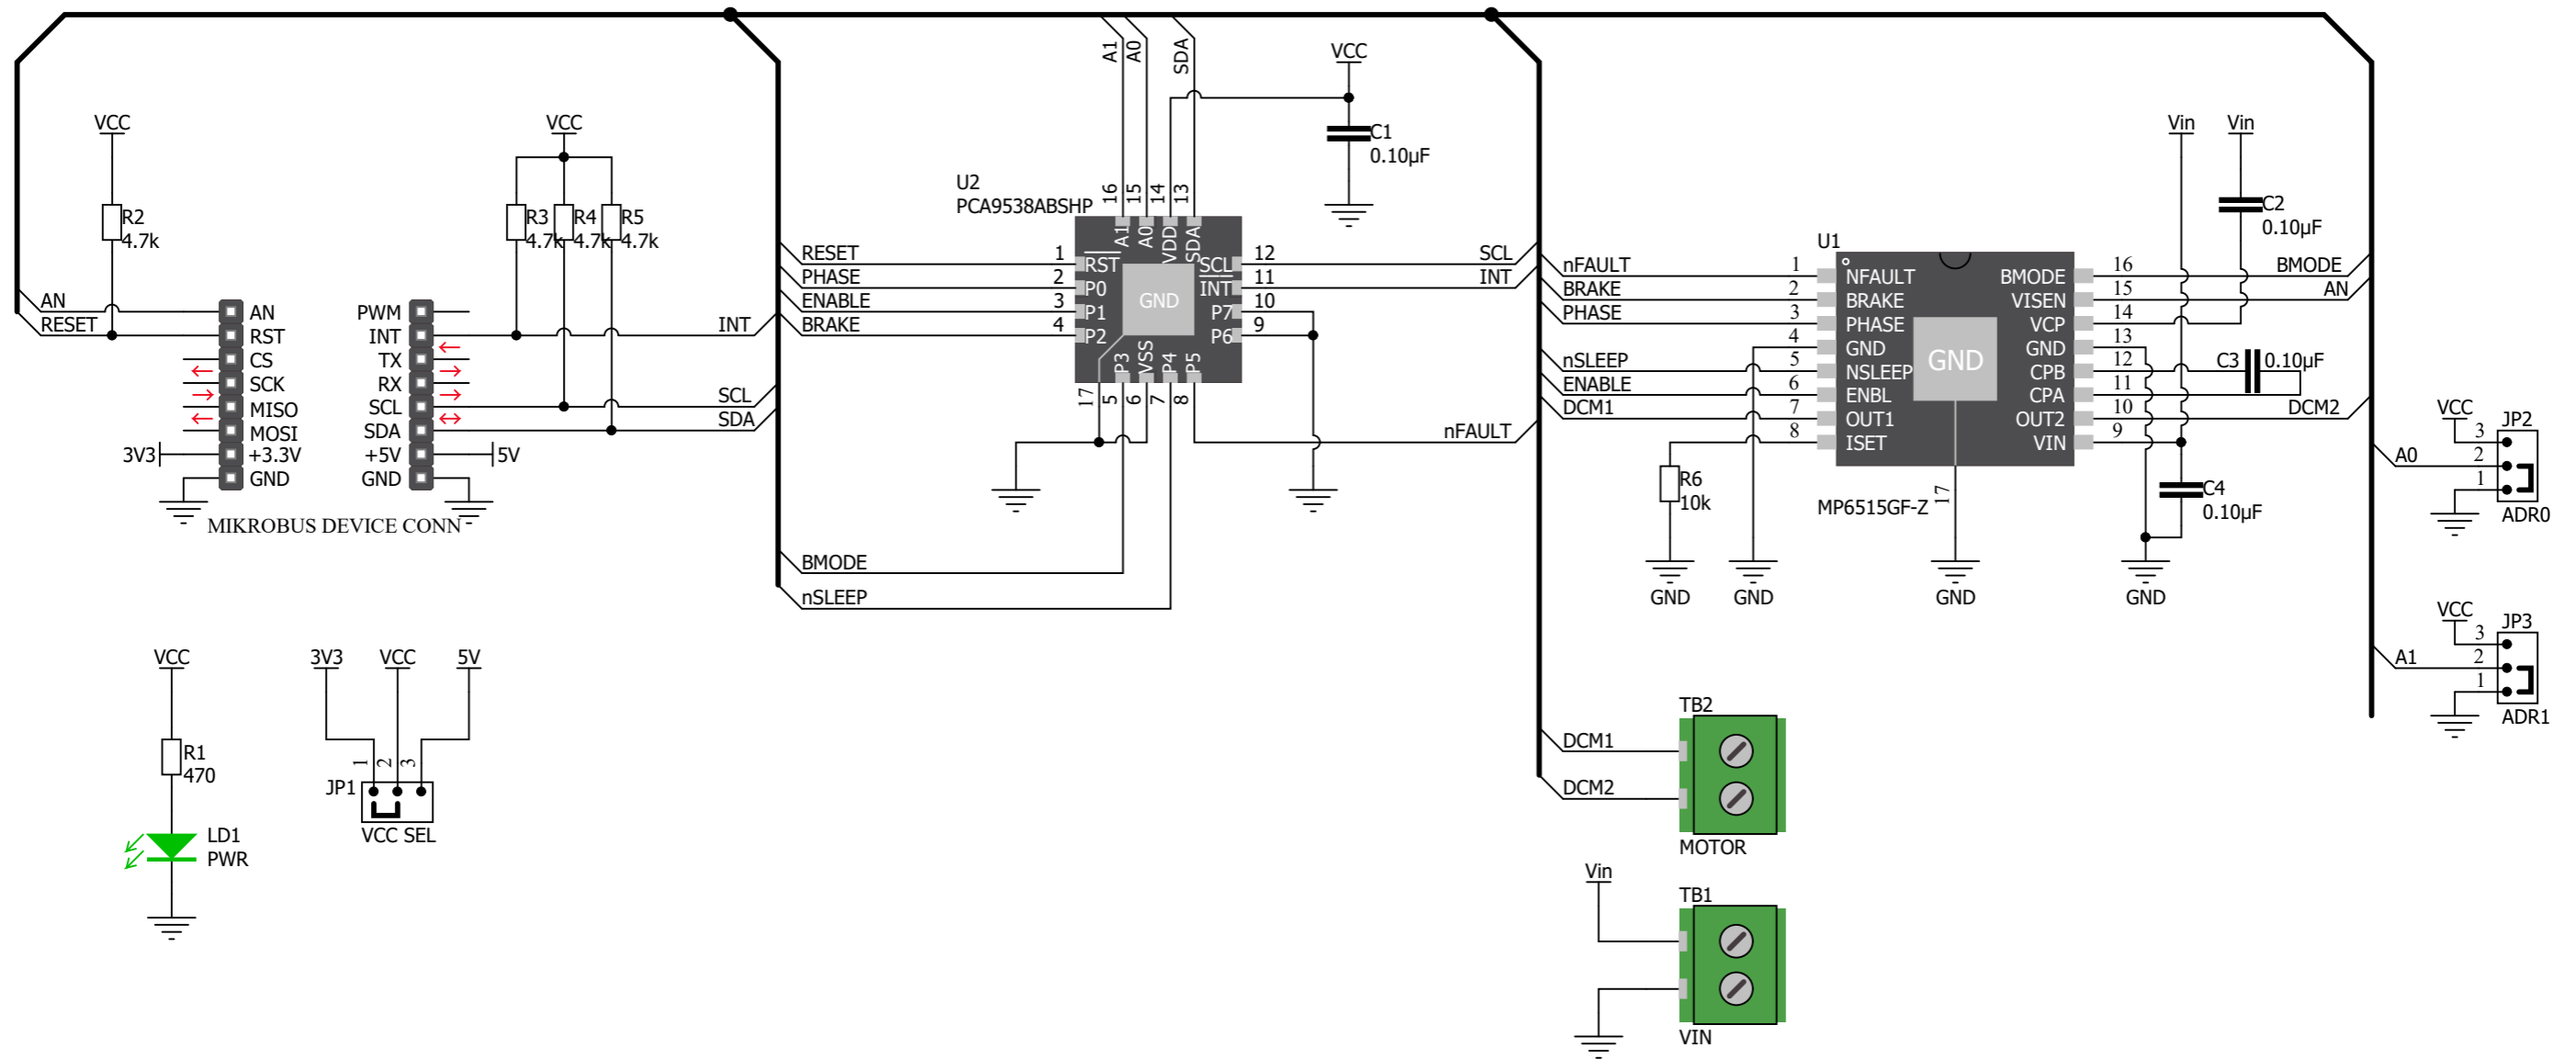 A1
A0
SDA
VCC
C1
0.10µF
VCC
R2
4.7k
VCC
R3
4.7k
R4
4.7k
R5
4.7k
AN
RESET
AN
RST
CS
SCK
MISO
MOSI
+3.3V
GND
3V3
PWM
INT
TX
RX
SCL
SDA
+5V
GND
5V
MIKROBUS DEVICE CONN
INT
SCL
SDA
U2
PCA9538ABSHP
16
15
14
13
A1
A0
VDD
SDA
RESET
PHASE
ENABLE
BRAKE
1
2
3
4
RST
P0
P1
P2
GND
SCL
INT
P7
P6
12
11
10
9
SCL
INT
P3
VSS
P4
P5
17
5
6
7
8
nFAULT
BMODE
nSLEEP
nFAULT
BRAKE
PHASE
nSLEEP
ENABLE
DCM1
U1
1
2
3
4
5
6
7
8
NFAULT
BRAKE
PHASE
GND
NSLEEP
ENBL
OUT1
ISET
GND
BMODE
VISEN
VCP
GND
CPB
CPA
OUT2
VIN
16
15
14
13
12
11
10
9
BMODE
AN
DCM2
Vin
Vin
C2
0.10µF
C3
0.10µF
C4
0.10µF
R6
10k
MP6515GF-Z
17
GND
GND
GND
GND
VCC
JP2
3
2
1
A0
ADR0
VCC
JP3
3
2
1
A1
ADR1
VCC
R1
470
LD1
PWR
3V3
VCC
5V
1
2
3
JP1
VCC SEL
TB2
DCM1
DCM2
MOTOR
Vin
TB1
VIN